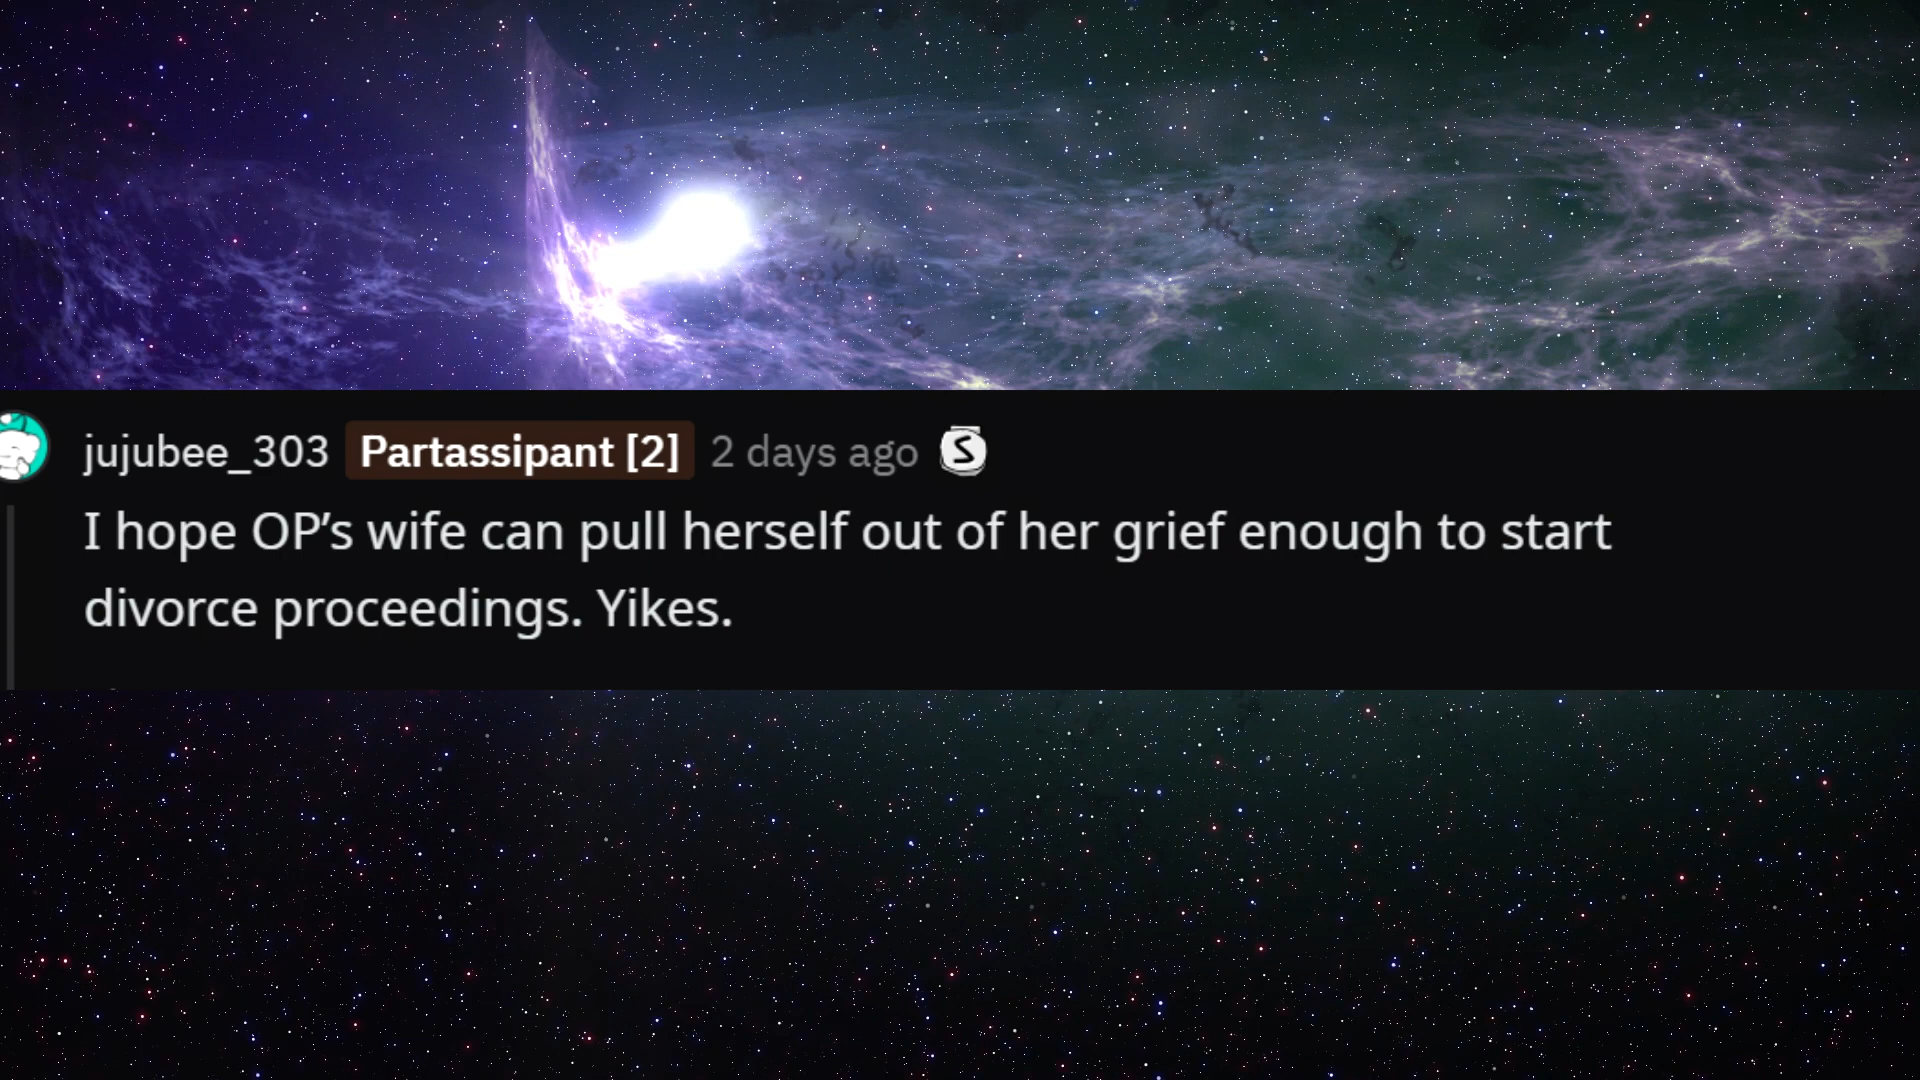 jujubee_303 Partassipant [2] 2 days ago S
I hope OP’s wife can pull herself out of her grief enough to start
divorce proceedings. Yikes.